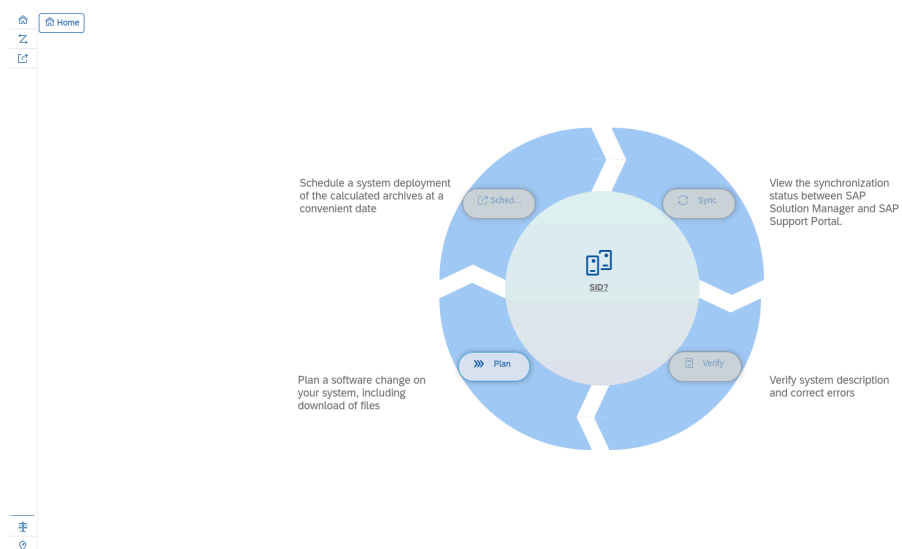 Home
Schedule a system deployment
of the calculated archives at a
convenient date
Sched...
Sync
View the synchronization
status between SAP
Solution Manager and SAP
Support Portal.
SID?
Plan
Verify
Plan a software change on
your system, including
download of files
Verify system description
and correct errors